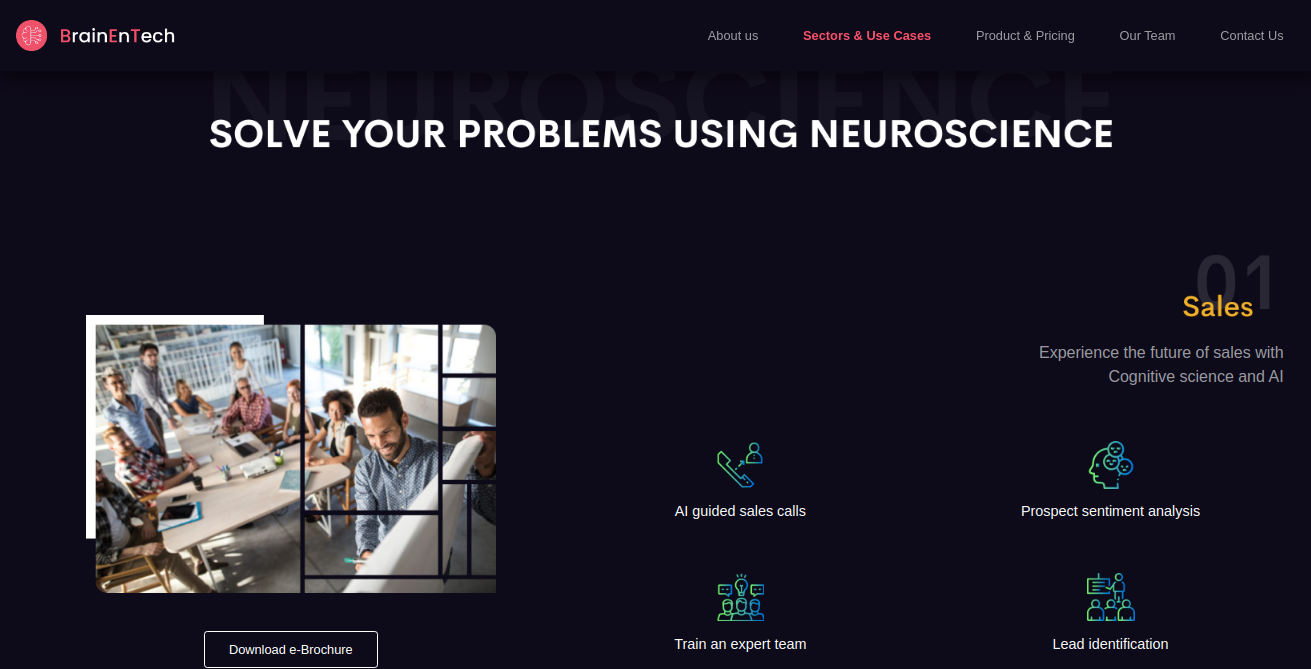 BrainEnTech
About us
Sectors & Use Cases
Product & Pricing
Our Team
Contact Us
NEUROSCIENCE
SOLVE YOUR PROBLEMS USING NEUROSCIENCE
01
Sales
Experience the future of sales with
Cognitive science and AI
AI guided sales calls
Prospect sentiment analysis
Train an expert team
Lead identification
Download e-Brochure